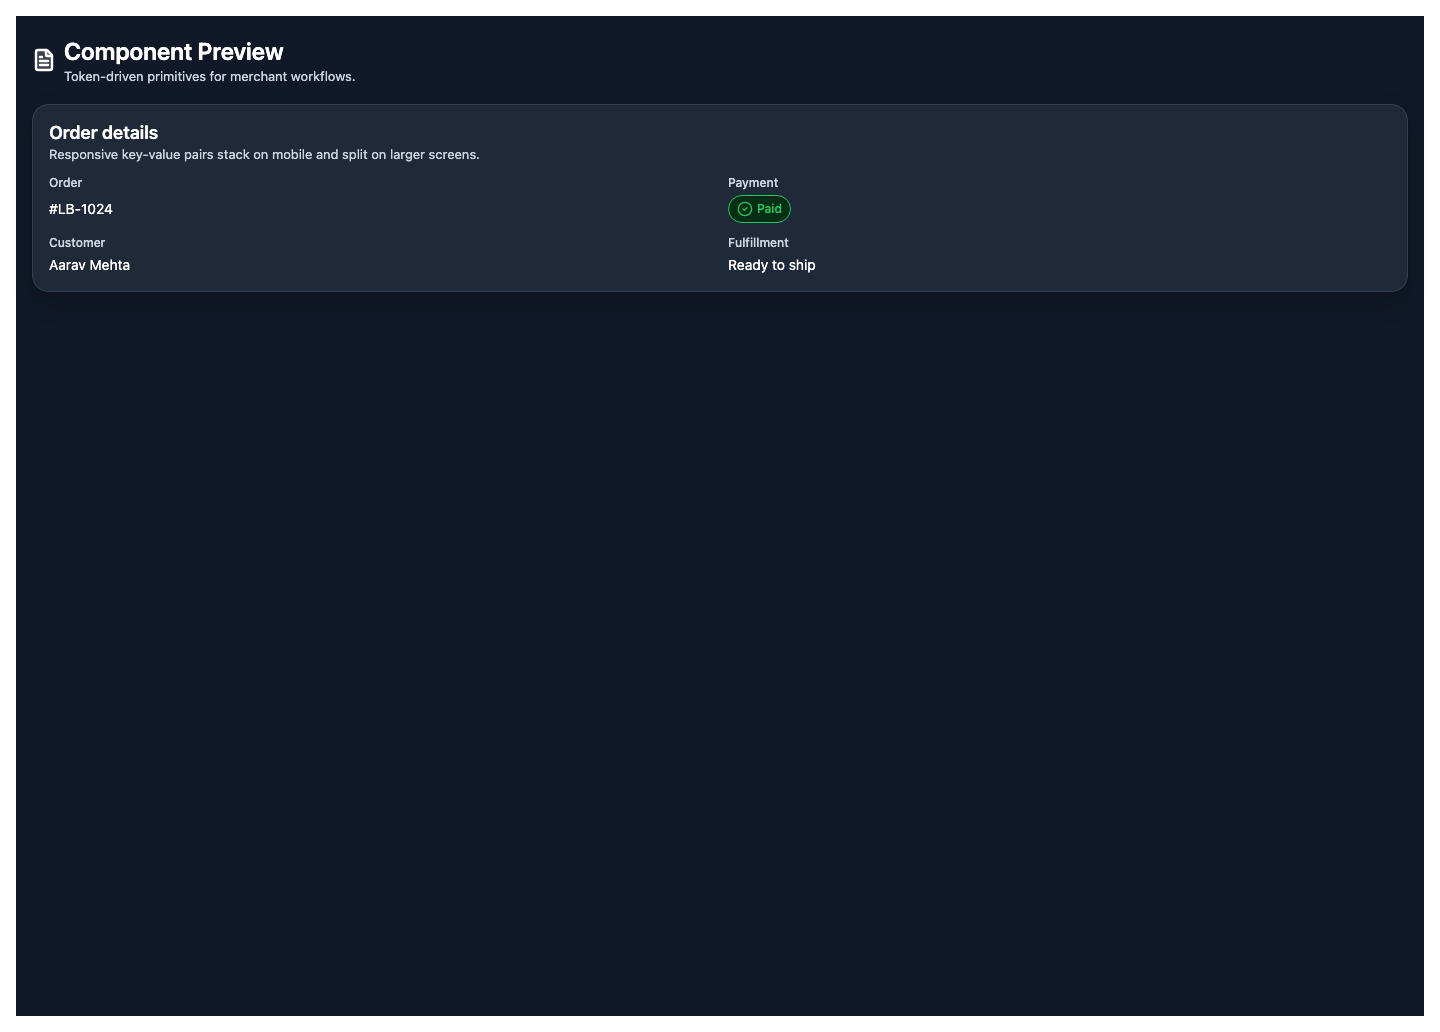 Component Preview
Token-driven primitives for merchant workflows.
Order details
Responsive key-value pairs stack on mobile and split on larger screens.
Order
#LB-1024
Payment
Paid
Customer
Aarav Mehta
Fulfillment
Ready to ship